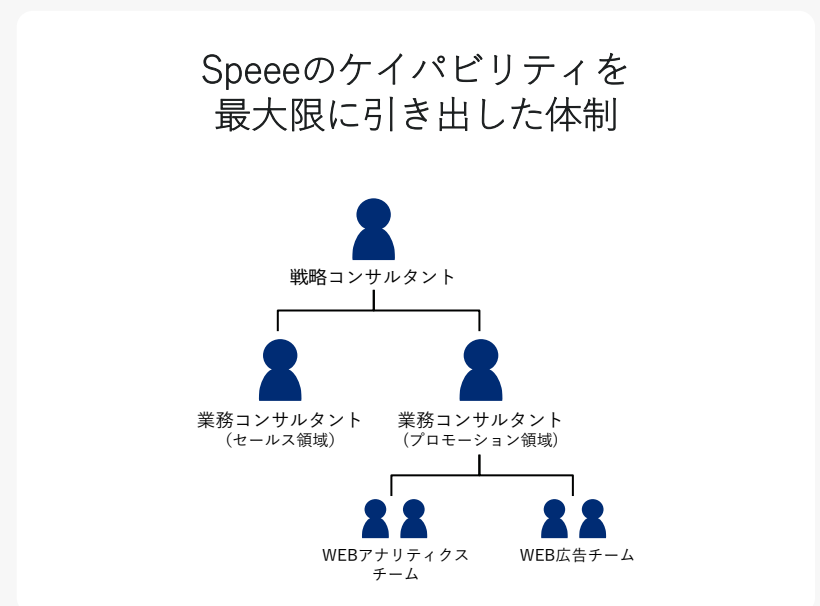 Speeeのケイパビリティを
最大限に引き出した体制
戦略コンサルタント
業務コンサルタント
（セールス領域）
業務コンサルタント
（プロモーション領域）
WEBアナリティクス
チーム
WEB広告チーム